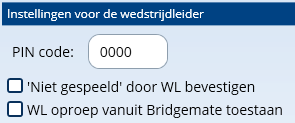 Instellingen voor de wedstrijdleider
PIN code: 0000
'Niet gespeeld' door WL bevestigen
WL oproep vanuit Bridgemate toestaan